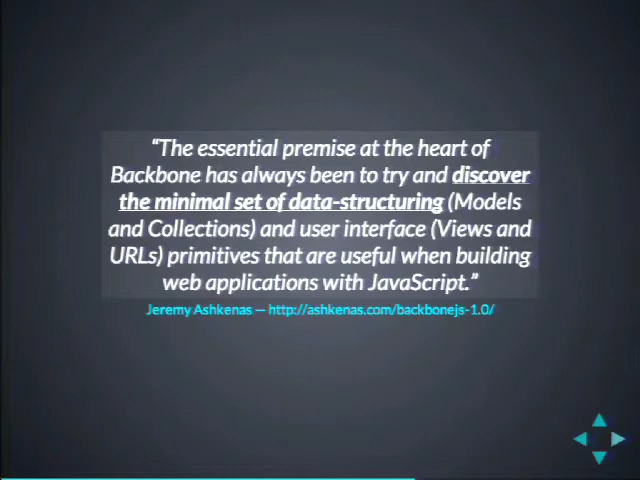 “The essential premise at the heart of
Backbone has always been to try and discover
the minimal set of data-structuring (Models
and Collections) and user interface (Views and
URLs) primitives that are useful when building
web applications with JavaScript.”
Jeremy Ashkenas — http://ashkenas.com/backbonejs-1.0/